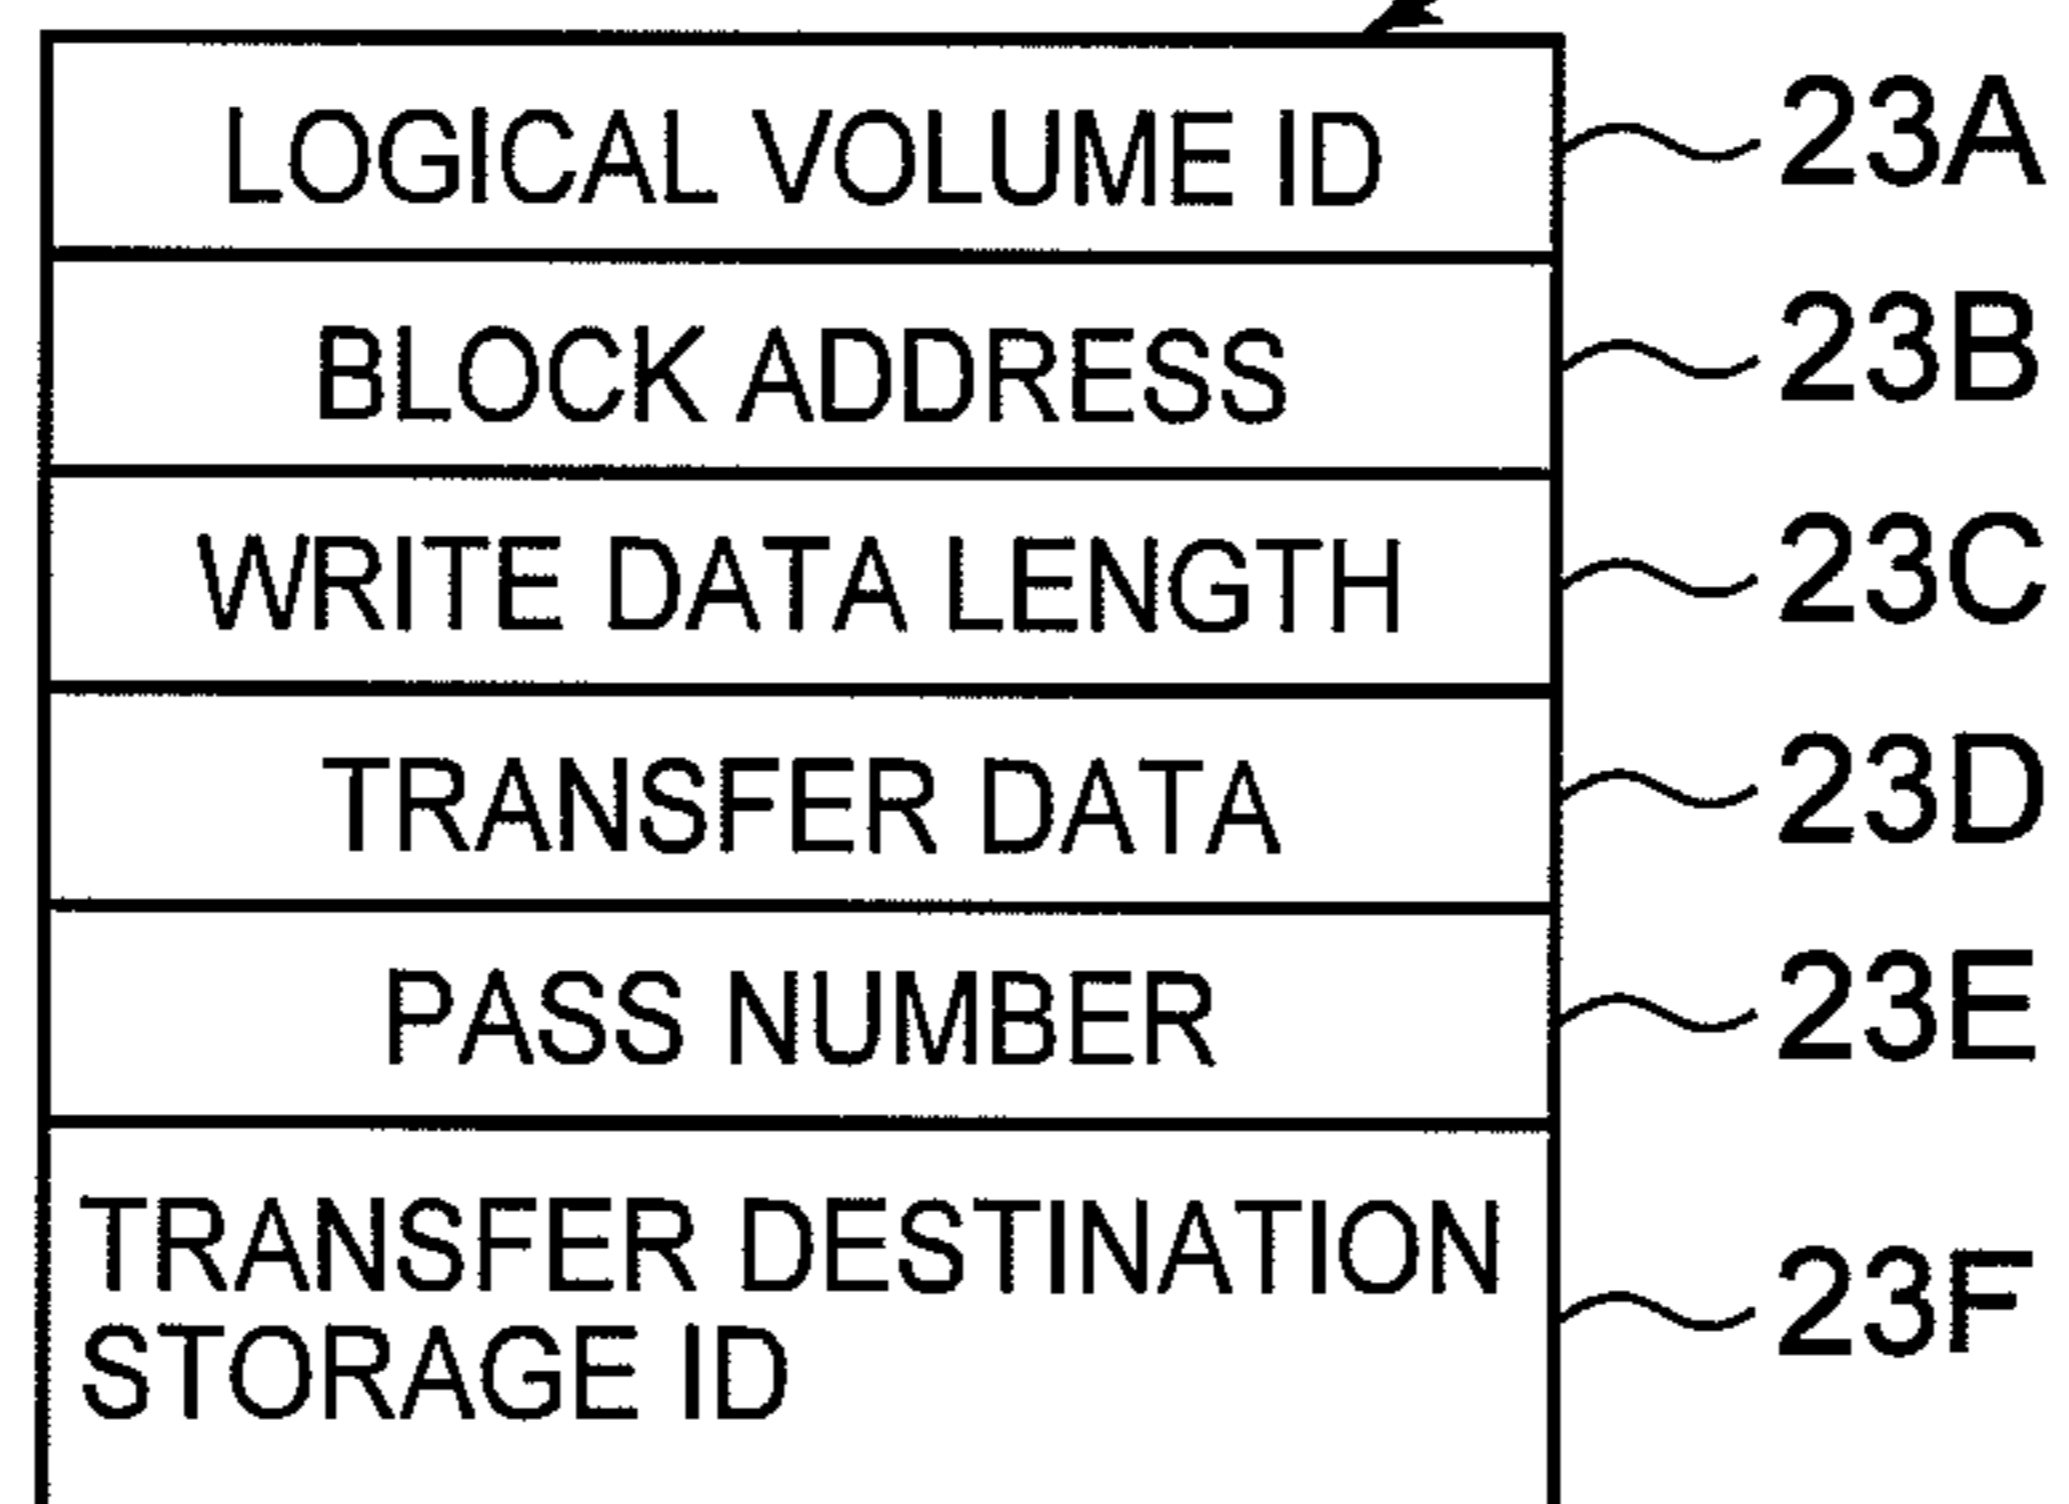 LOGICAL VOLUME ID 23A
BLOCK ADDRESS 23B
WRITE DATA LENGTH 23C
TRANSFER DATA 23D
PASS NUMBER 23E
TRANSFER DESTINATION
STORAGE ID
23F